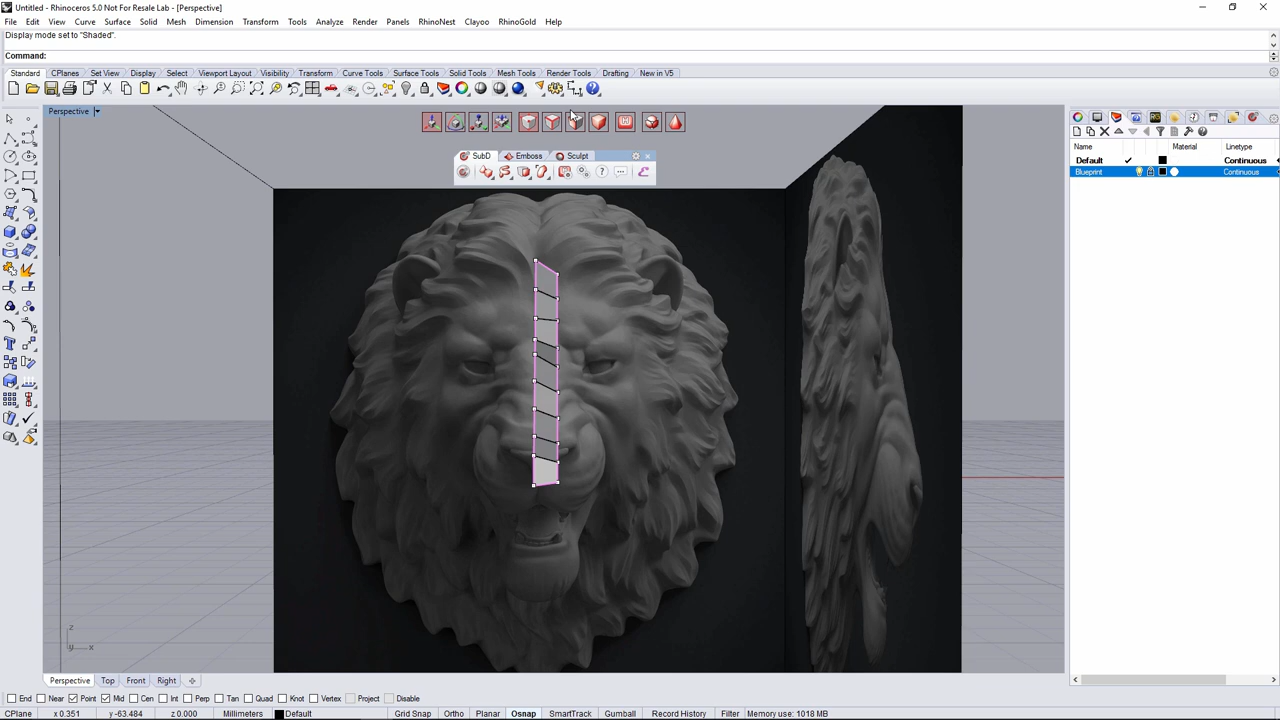 Untitled - Rhinoceros 5.0 Not For Resale Lab - [Perspective]
File Edit View Curve Surface Solid Mesh Dimension Transform Tools Analyze Render Panels RhinoNest Clayoo RhinoGold Help
Display mode set to "Shaded".
Command:
Standard CPlanes Set View Display Select Viewport Layout Visibility Transform Curve Tools Surface Tools Solid Tools Mesh Tools Render Tools Drafting New in V5
Perspective
SubD Emboss Sculpt
Name Material Linetype
Default Continuous
Blueprint Continuous
z
y x
Perspective Top Front Right
End Near Point Mid Cen Int Perp Tan Quad Knot Vertex Project Disable
CPlane x 0.351 y -63.484 z 0.000 Millimeters Default Grid Snap Ortho Planar Osnap SmartTrack Gumball Record History Filter Memory use: 1018 MB